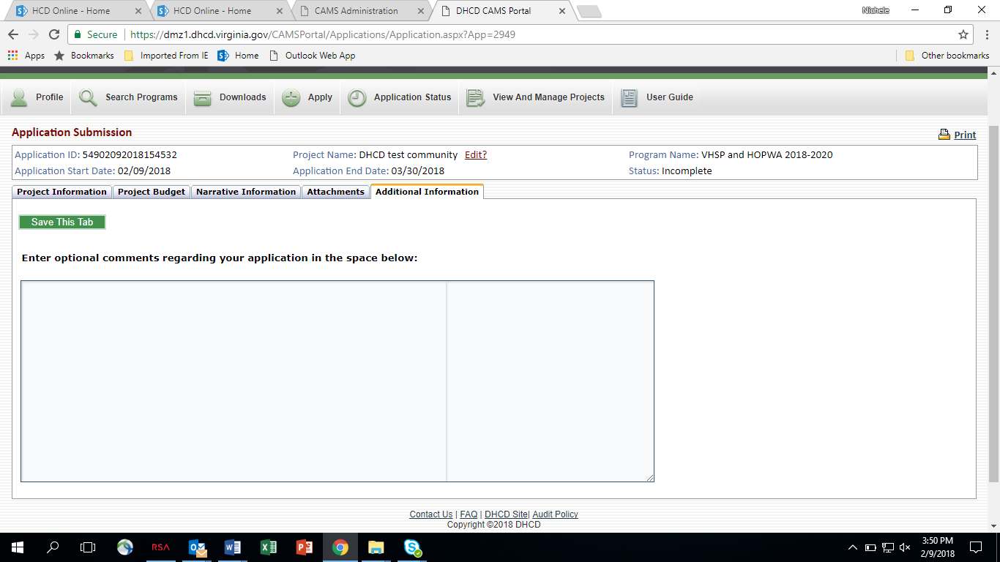 HCD Online - Home
HCD Online - Home
CAMS Administration
DHCD CAMS Portal
Nichele
Secure https://dmz1.dhcd.virginia.gov/CAMSPortal/Applications/Application.aspx?App=2949
Apps Bookmarks Imported From IE Home Outlook Web App Other bookmarks
Profile Search Programs Downloads Apply Application Status View And Manage Projects User Guide
Application Submission
Print
Application ID: 54902092018154532 Project Name: DHCD test community Edit? Program Name: VHSP and HOPWA 2018-2020
Application Start Date: 02/09/2018 Application End Date: 03/30/2018 Status: Incomplete
Project Information Project Budget Narrative Information Attachments Additional Information
Save This Tab
Enter optional comments regarding your application in the space below:
Contact Us | FAQ | DHCD Site| Audit Policy
Copyright ©2018 DHCD
RSA
3:50 PM
2/9/2018